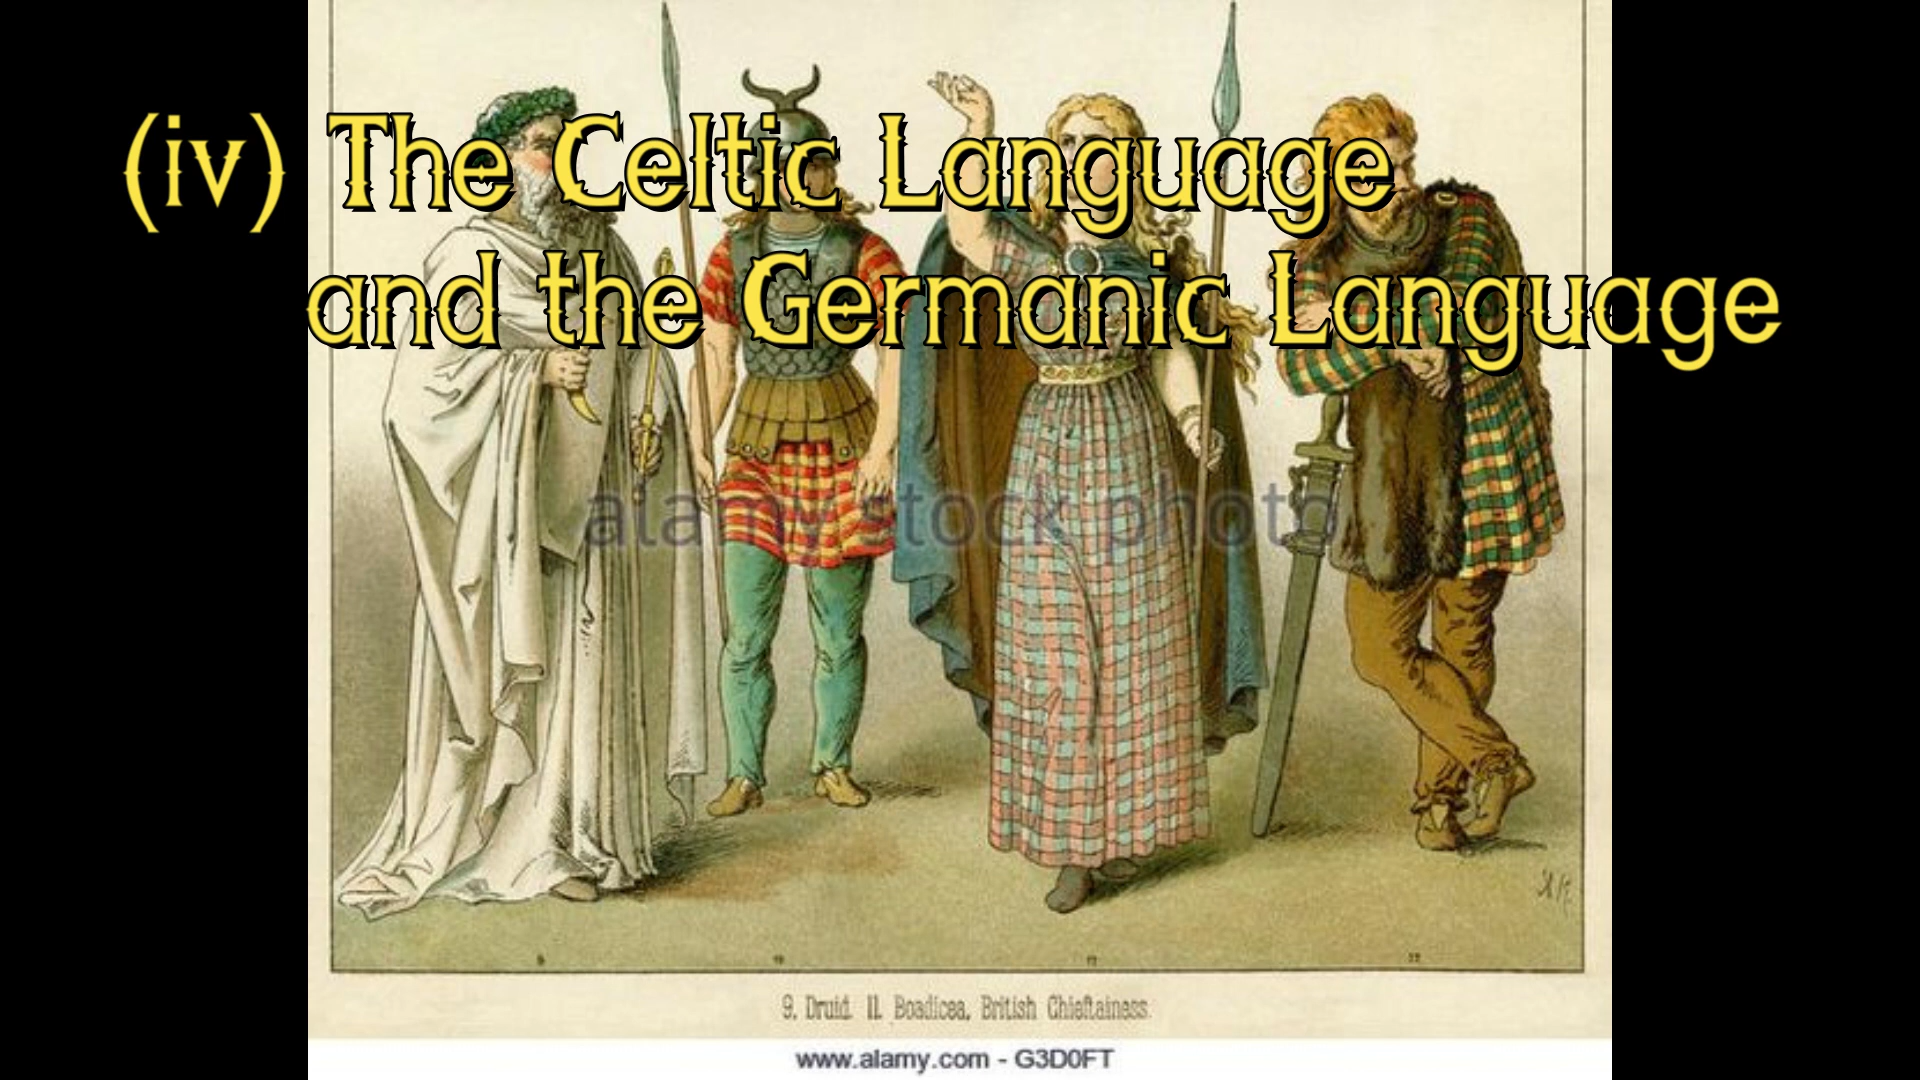 (iv) The Celtic Language
and the Germanic Language
alamy stock photo
9. Druid. 11. Boadicea, British Chieftainess.
www.alamy.com - G3D0FT